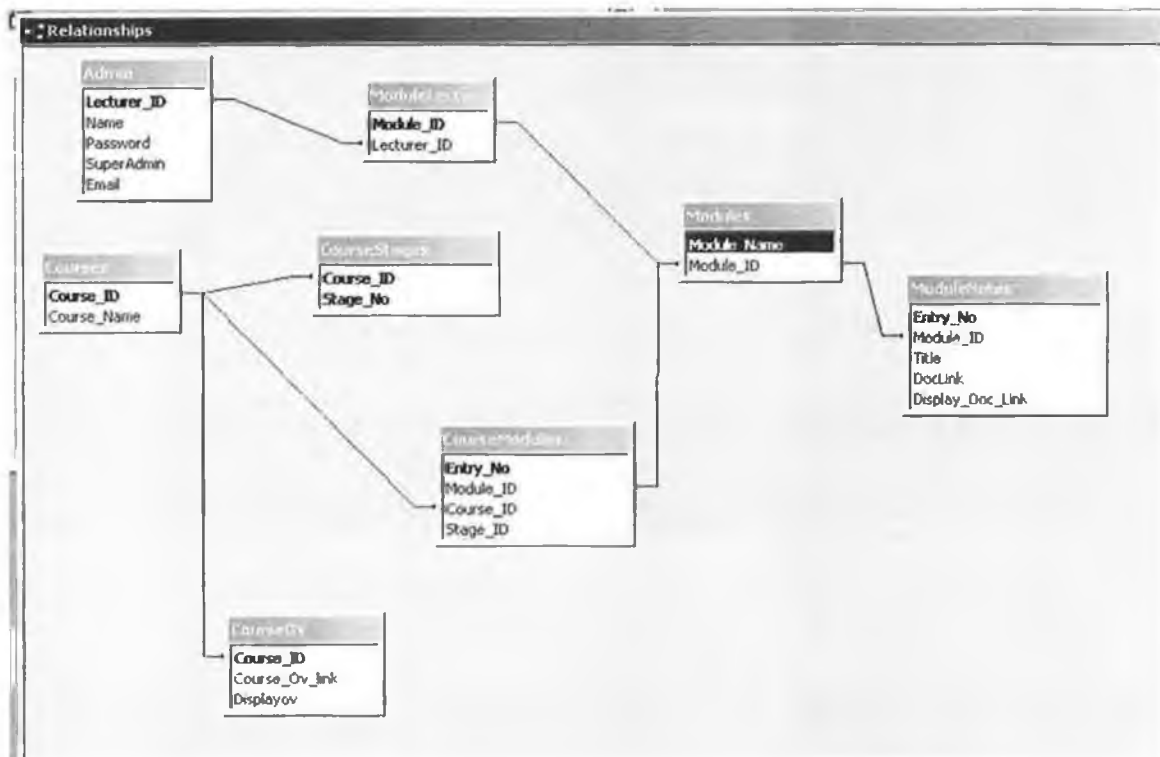 Relationships
Admin
Lecturer_ID
Name
Password
SuperAdmin
Email
Module_ID
Lecturer_ID
Modules
Module_Name
Module_ID
ModuleNotes
Entry_No
Module_ID
Title
DocLink
Display_Doc_Link
Courses
Course_ID
Course_Name
CourseStages
Course_ID
Stage_No
CourseModules
Entry_No
Module_ID
Course_ID
Stage_ID
CourseOv
Course_ID
Course_Ov_link
Displayov